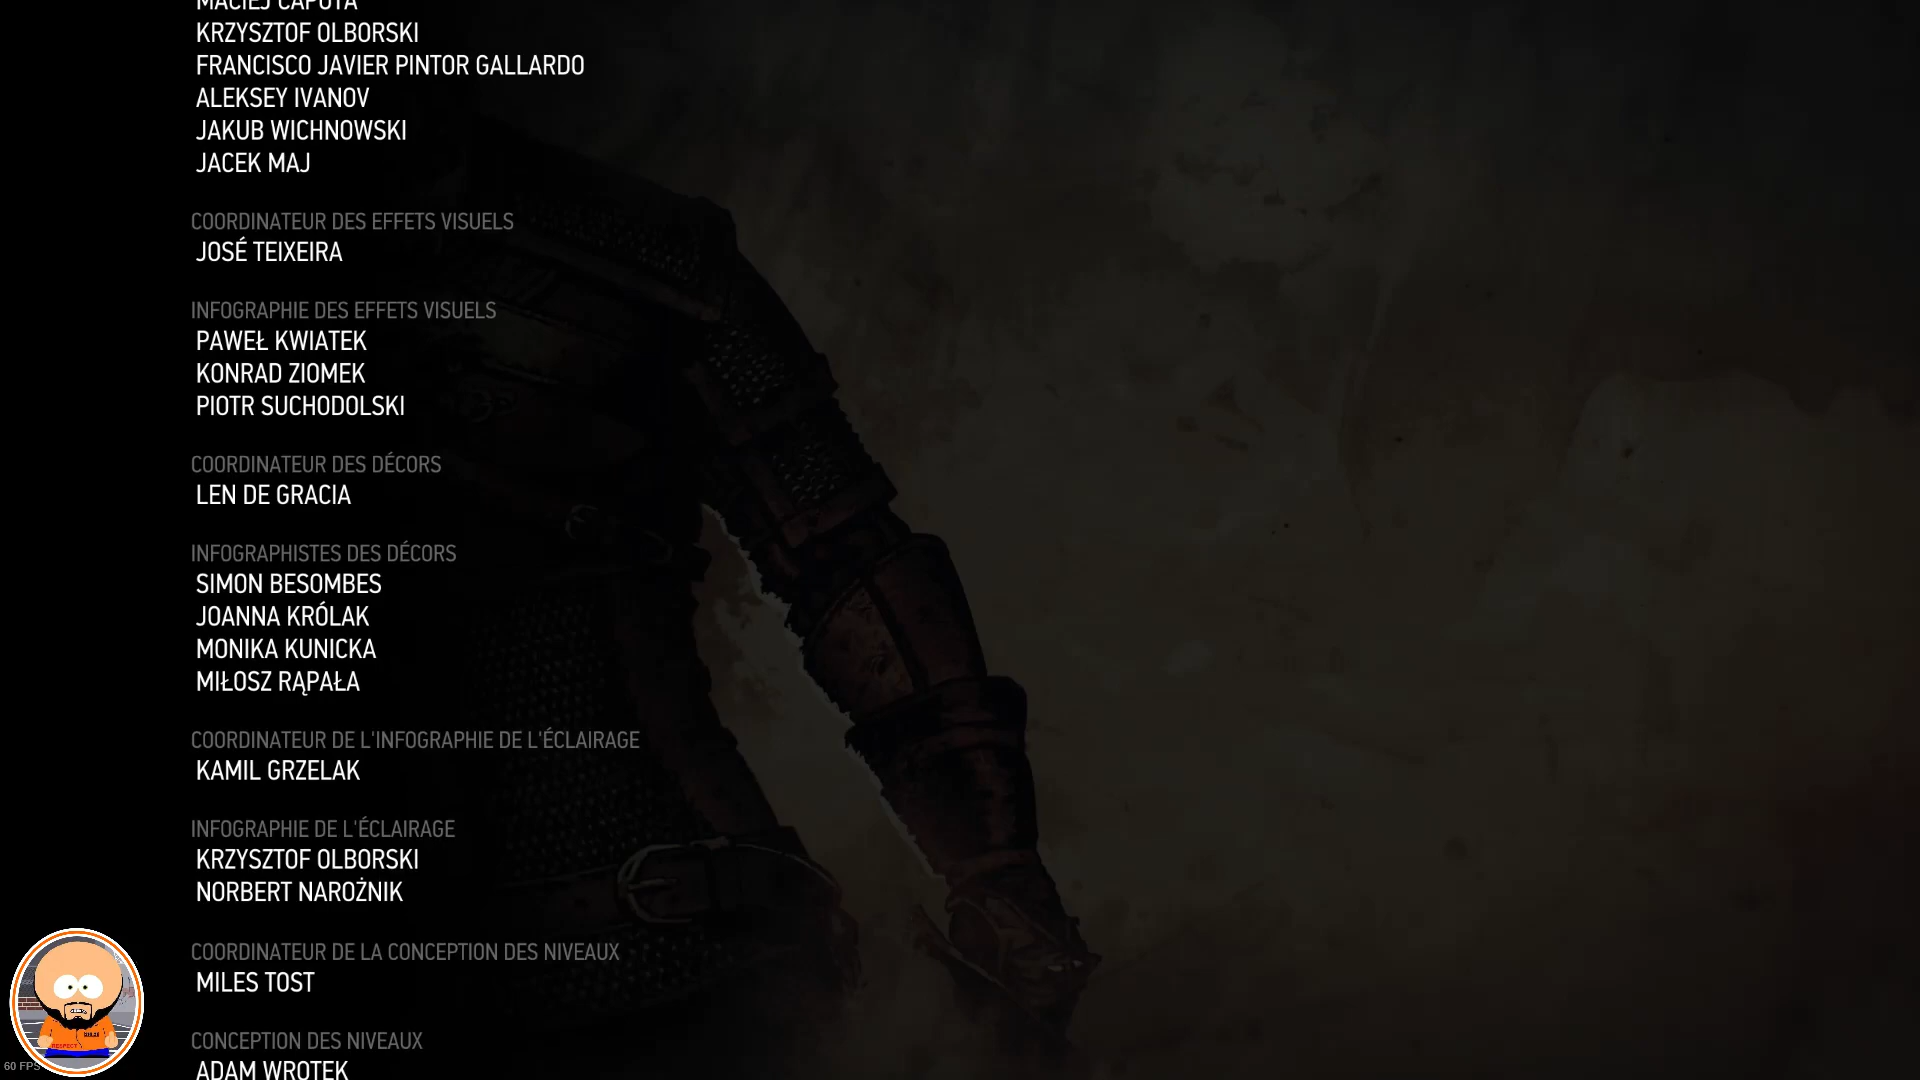 MACIEJ CAPUTA
KRZYSZTOF OLBORSKI
FRANCISCO JAVIER PINTOR GALLARDO
ALEKSEY IVANOV
JAKUB WICHNOWSKI
JACEK MAJ
COORDINATEUR DES EFFETS VISUELS
JOSÉ TEIXEIRA
INFOGRAPHIE DES EFFETS VISUELS
PAWEŁ KWIATEK
KONRAD ZIOMEK
PIOTR SUCHODOLSKI
COORDINATEUR DES DÉCORS
LEN DE GRACIA
INFOGRAPHISTES DES DÉCORS
SIMON BESOMBES
JOANNA KRÓLAK
MONIKA KUNICKA
MIŁOSZ RĄPAŁA
COORDINATEUR DE L'INFOGRAPHIE DE L'ÉCLAIRAGE
KAMIL GRZELAK
INFOGRAPHIE DE L'ÉCLAIRAGE
KRZYSZTOF OLBORSKI
NORBERT NAROŻNIK
COORDINATEUR DE LA CONCEPTION DES NIVEAUX
MILES TOST
CONCEPTION DES NIVEAUX
ADAM WROTEK
RESPECT
60 FPS